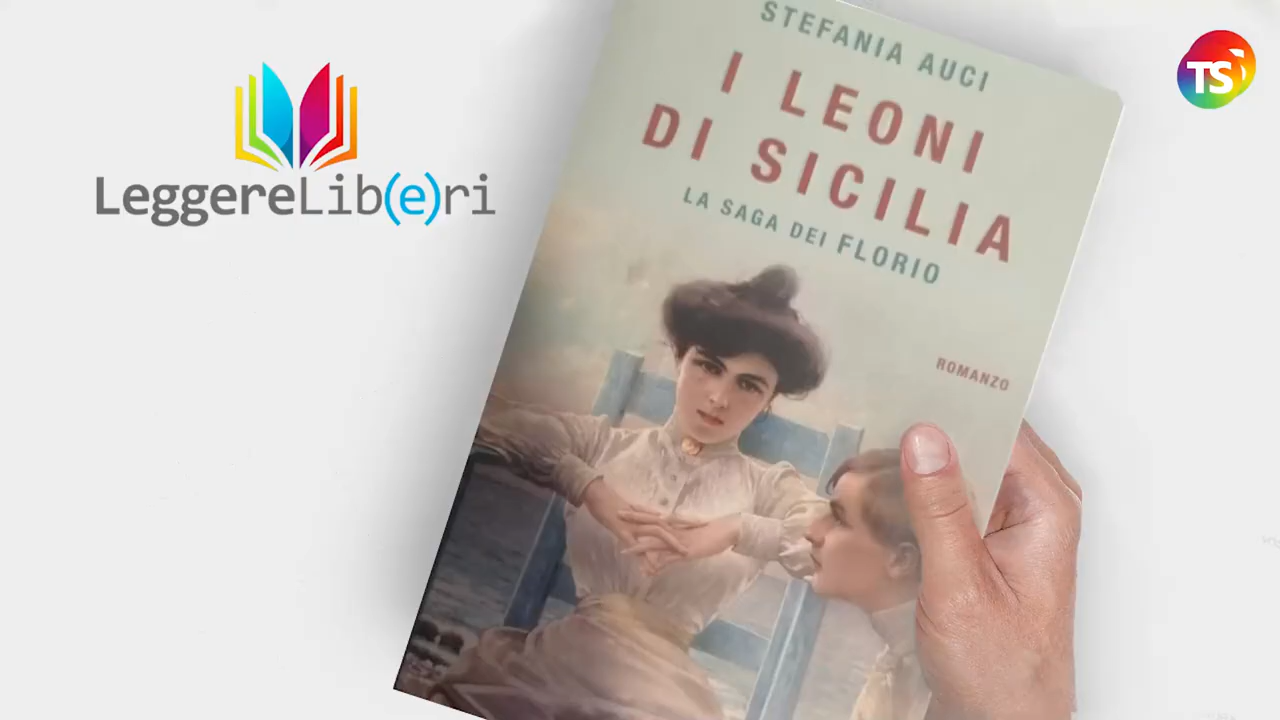 LeggereLib(e)ri
TS
STEFANIA AUCI
I LEONI
DI SICILIA
LA SAGA DEI FLORIO
ROMANZO